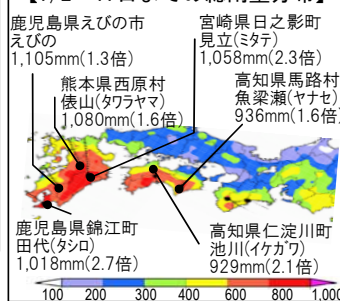 鹿児島県えびの市
えびの
1,105mm(1.3倍)
宮崎県日之影町
見立(ミタテ)
1,058mm(2.3倍)
熊本県西原村
俵山(タワラヤマ)
1,080mm(1.6倍)
高知県馬路村
魚梁瀬(ヤナセ)
936mm(1.6倍)
鹿児島県錦江町
田代(タシロ)
1,018mm(2.7倍)
高知県仁淀川町
池川(イケガワ)
929mm(2.1倍)
100 200 300 400 500 600 700 800 900 1,000